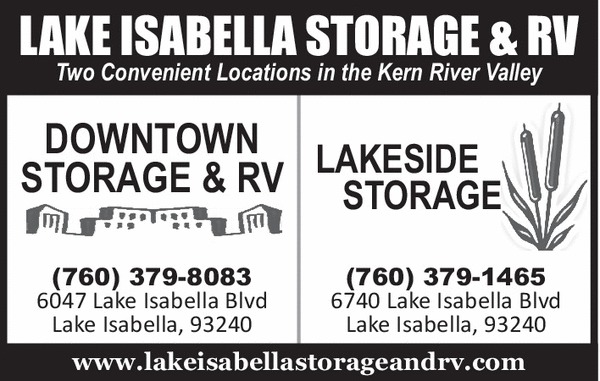 LAKE ISABELLA STORAGE & RV
Two Convenient Locations in the Kern River Valley
DOWNTOWN
STORAGE & RV
(760) 379-8083
6047 Lake Isabella Blvd
Lake Isabella, 93240
LAKESIDE
STORAGE
(760) 379-1465
6740 Lake Isabella Blvd
Lake Isabella, 93240
www.lakeisabellastorageandrv.com